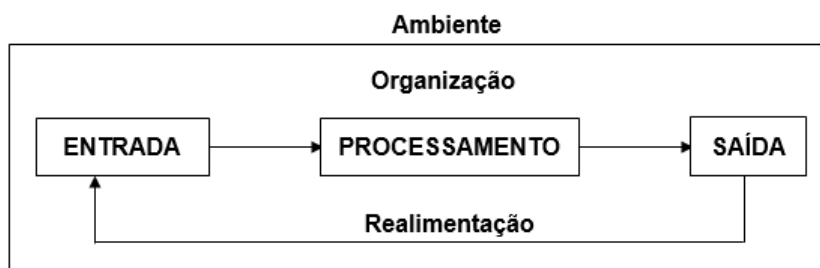 Ambiente
Organização
ENTRADA
PROCESSAMENTO
SAÍDA
Realimentação